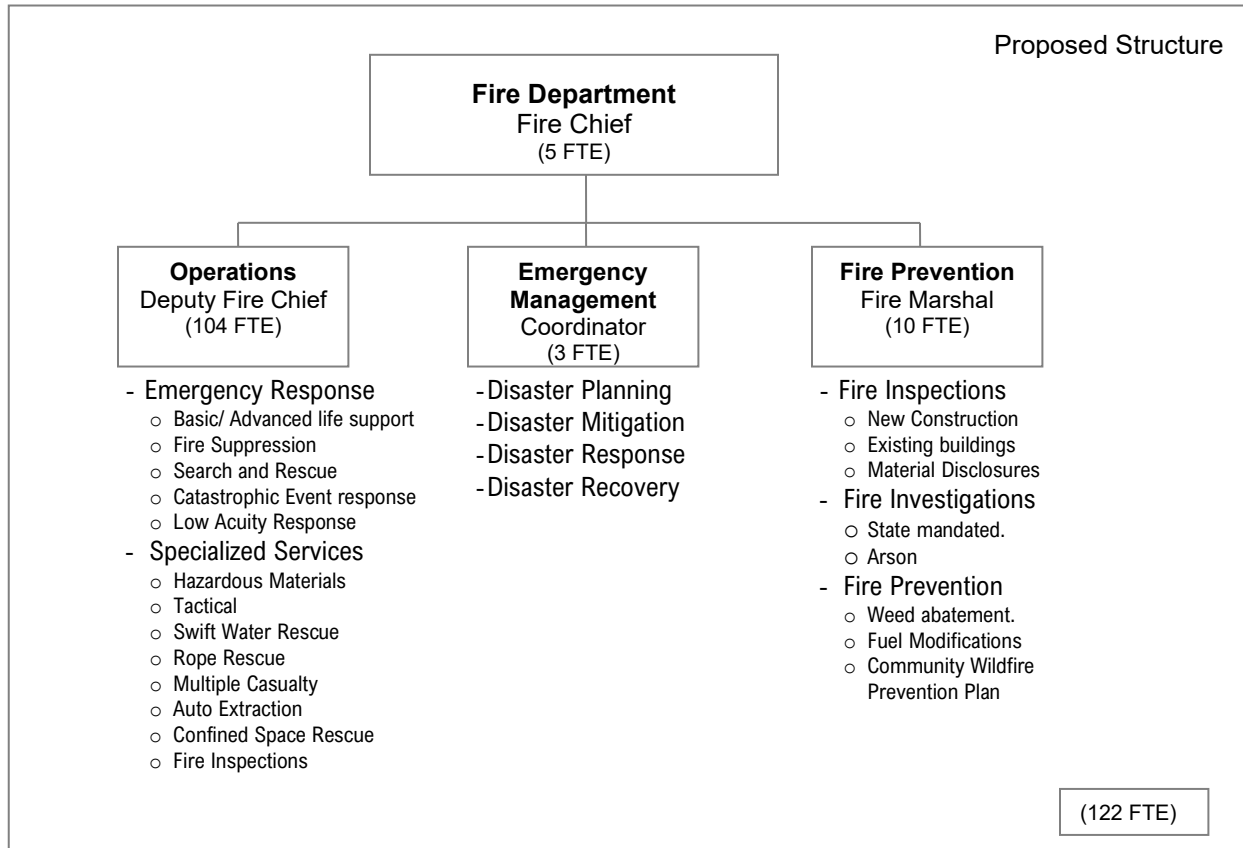 Proposed Structure
Fire Department
Fire Chief
(5 FTE)
Operations
Deputy Fire Chief
(104 FTE)
- Emergency Response
○ Basic/ Advanced life support
○ Fire Suppression
○ Search and Rescue
○ Catastrophic Event response
○ Low Acuity Response
- Specialized Services
○ Hazardous Materials
○ Tactical
○ Swift Water Rescue
○ Rope Rescue
○ Multiple Casualty
○ Auto Extraction
○ Confined Space Rescue
○ Fire Inspections
Emergency
Management
Coordinator
(3 FTE)
-Disaster Planning
-Disaster Mitigation
-Disaster Response
-Disaster Recovery
Fire Prevention
Fire Marshal
(10 FTE)
- Fire Inspections
○ New Construction
○ Existing buildings
○ Material Disclosures
- Fire Investigations
○ State mandated.
○ Arson
- Fire Prevention
○ Weed abatement.
○ Fuel Modifications
○ Community Wildfire
Prevention Plan
(122 FTE)